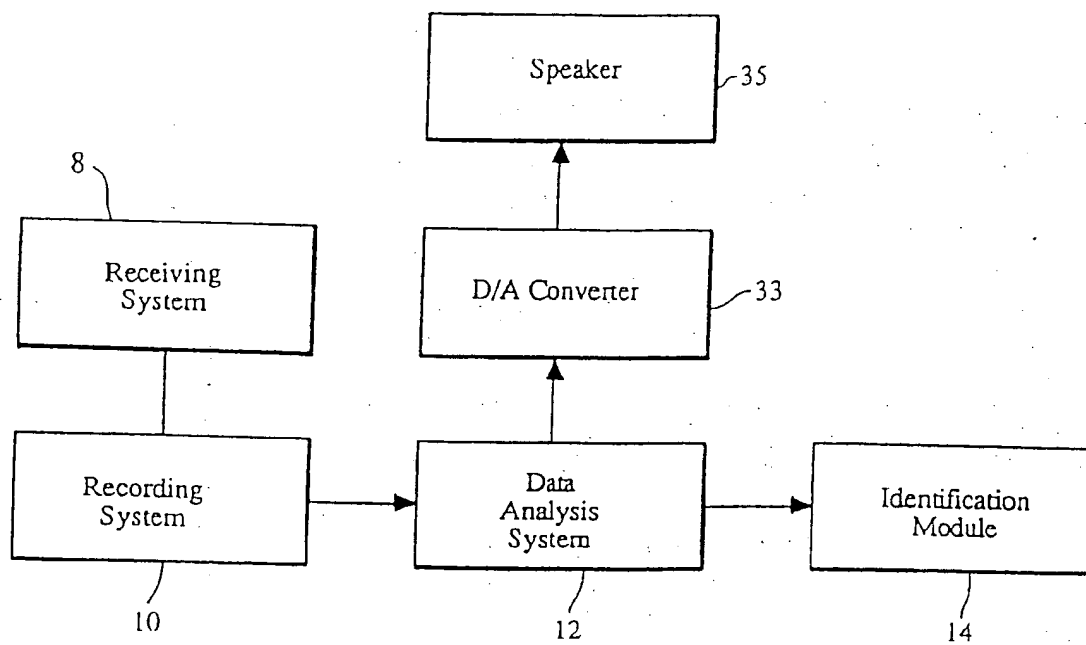 Speaker
35
8
Receiving
System
D/A Converter
33
Recording
System
Data
Analysis
System
Identification
Module
10
12
14